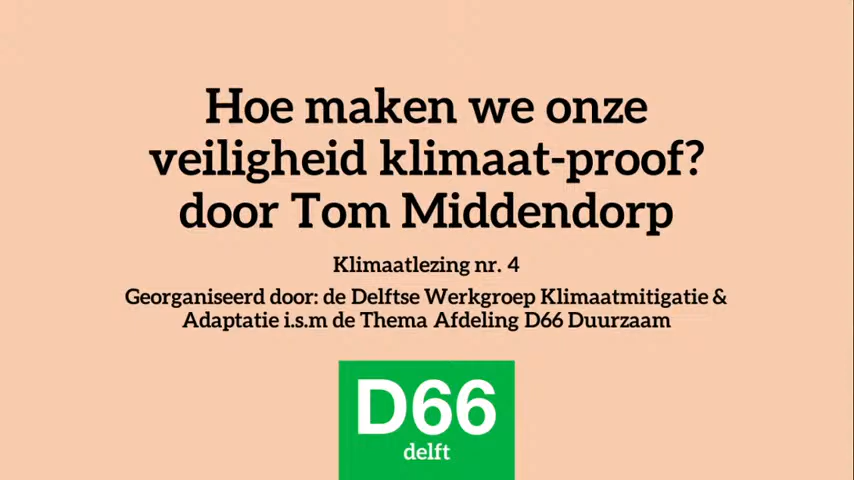 Hoe maken we onze
veiligheid klimaat-proof?
door Tom Middendorp
Klimaatlezing nr. 4
Georganiseerd door: de Delftse Werkgroep Klimaatmitigatie &
Adaptatie i.s.m de Thema Afdeling D66 Duurzaam
D66
delft